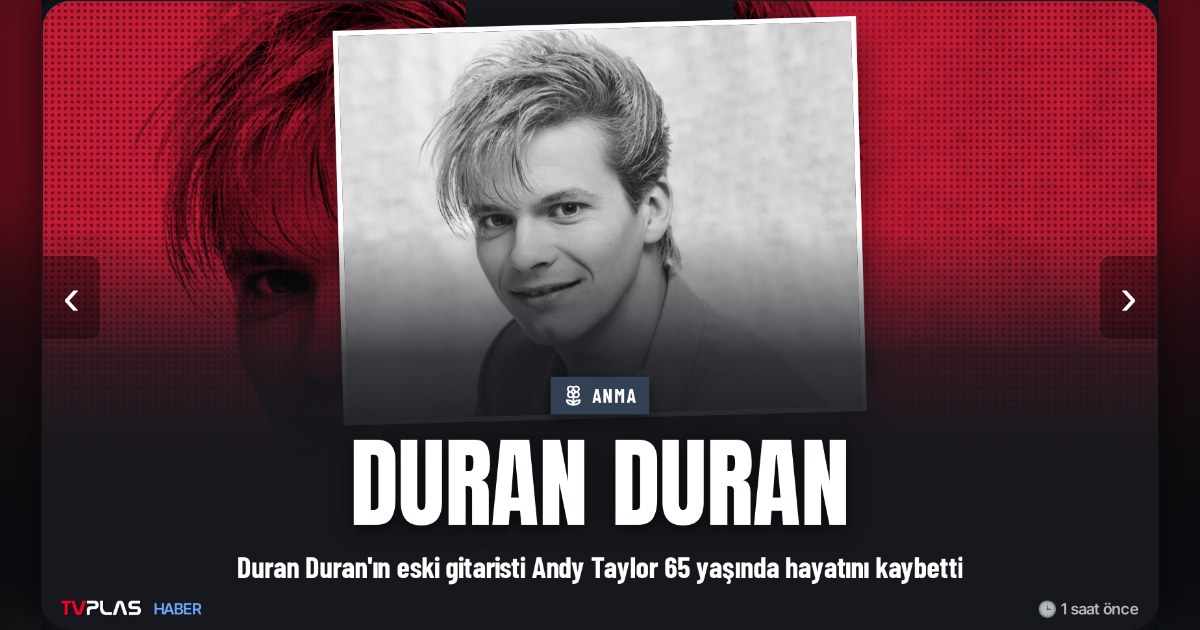 ANMA
DURAN DURAN
Duran Duran'ın eski gitaristi Andy Taylor 65 yaşında hayatını kaybetti
TVPLAS HABER
1 saat önce